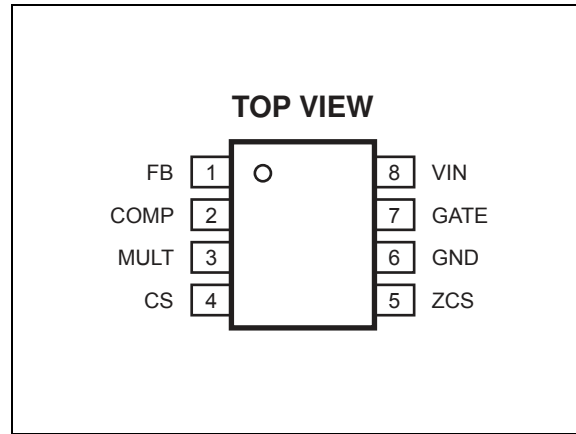 TOP VIEW
FB 1 8 VIN
COMP 2 7 GATE
MULT 3 6 GND
CS 4 5 ZCS